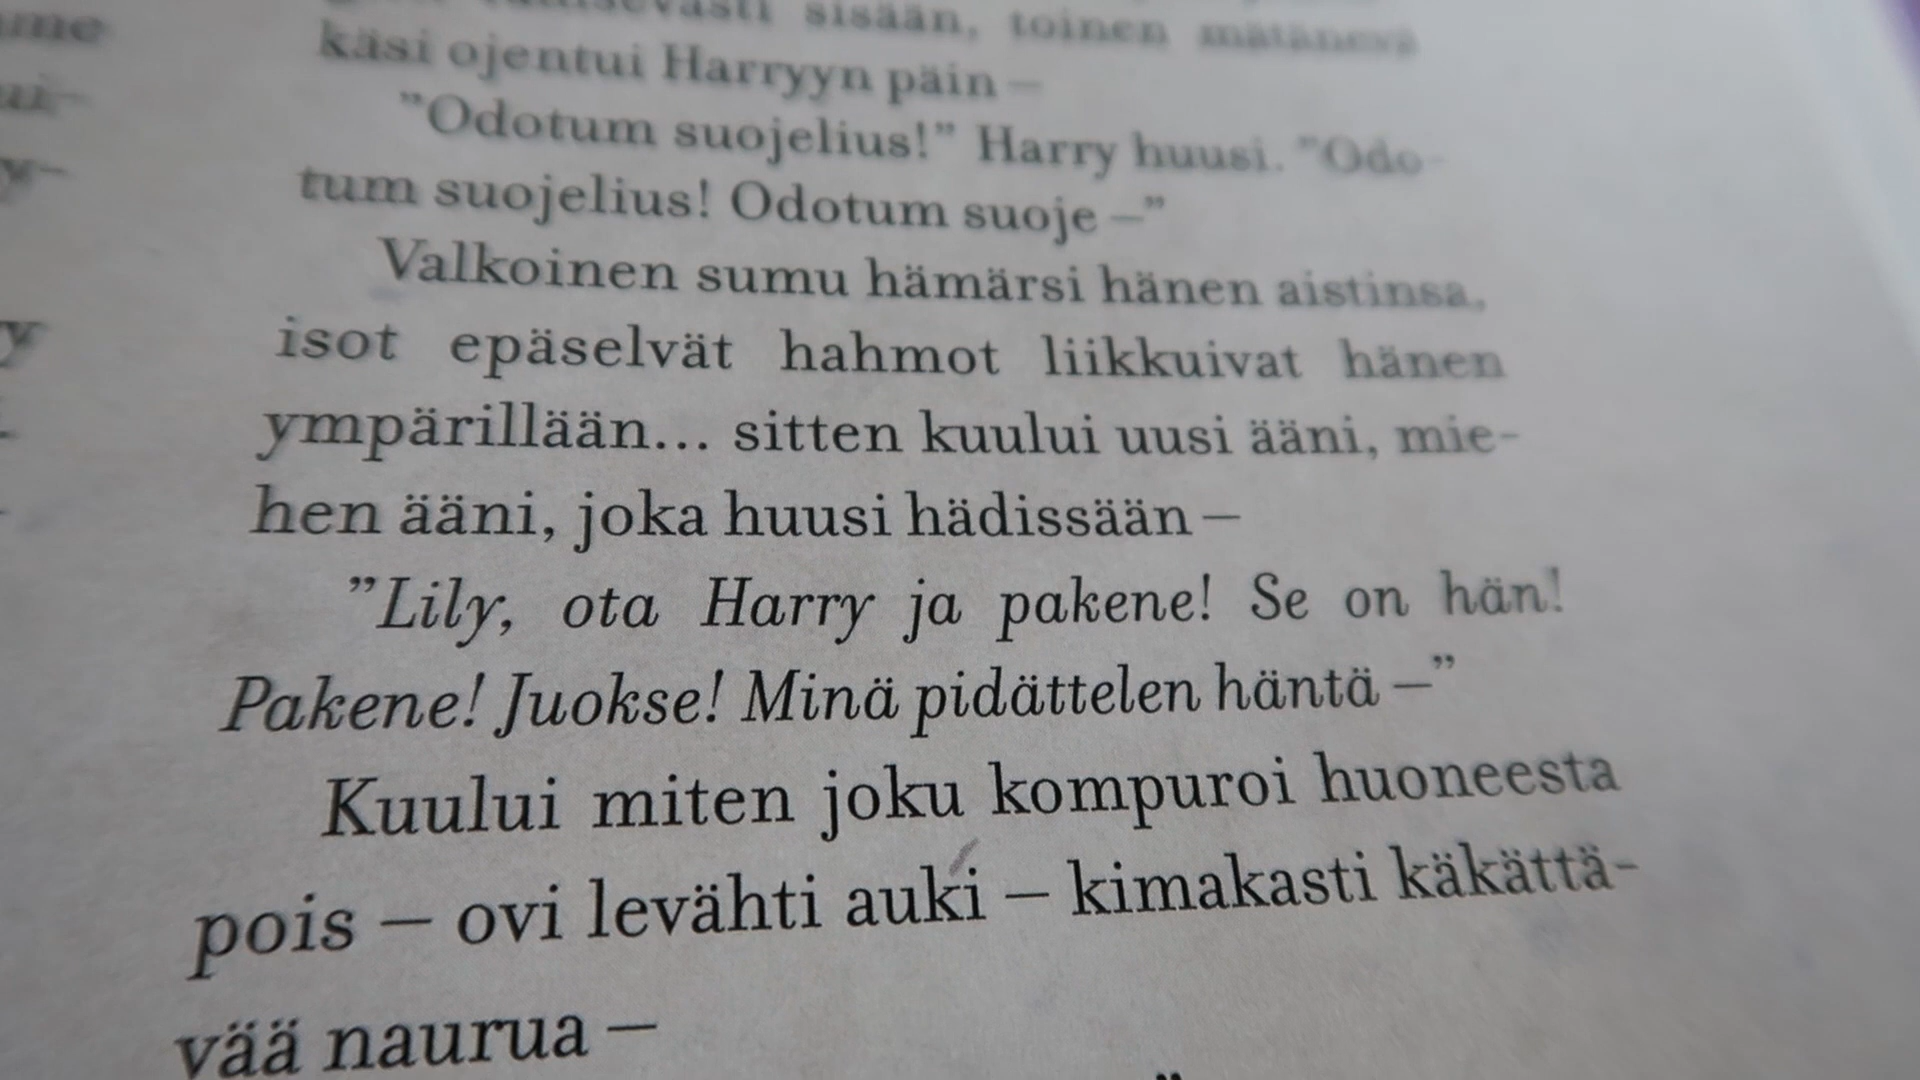 sisään, toinen mätänevä
käsi ojentui Harryyn päin –
”Odotum suojelius!” Harry huusi. ”Odo-
tum suojelius! Odotum suoje –”
Valkoinen sumu hämärsi hänen aistinsa,
isot epäselvät hahmot liikkuivat hänen
ympärillään... sitten kuului uusi ääni, mie-
hen ääni, joka huusi hädissään –
”Lily, ota Harry ja pakene! Se on hän!
Pakene! Juokse! Minä pidättelen häntä –”
Kuului miten joku kompuroi huoneesta
pois – ovi levähti auki – kimakasti käkättä-
vää naurua –